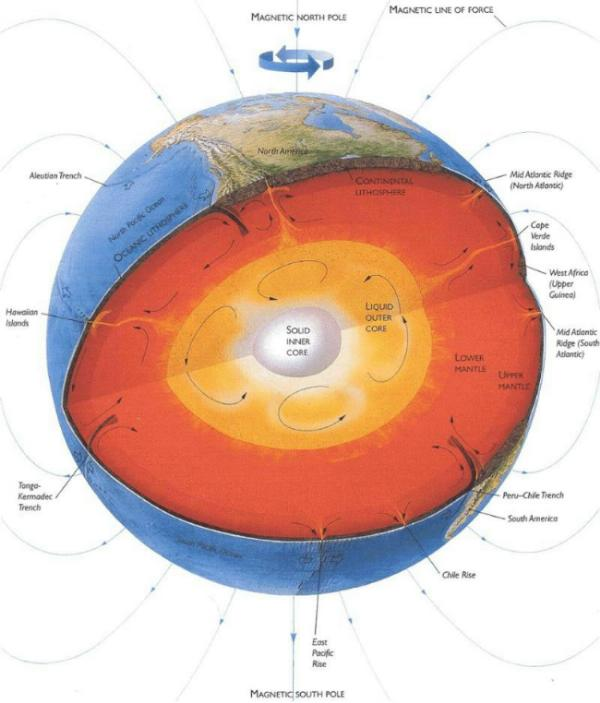 MAGNETIC NORTH POLE
MAGNETIC LINE OF FORCE
North America
Aleutian Trench
CONTINENTAL
LITHOSPHERE
Mid Atlantic Ridge
(North Atlantic)
North Pacific Ocean
OCEANIC LITHOSPHERE
Cape
Verde
Islands
West Africa
(Upper
Guinea)
Hawaiian
Islands
LIQUID
OUTER
CORE
SOLID
INNER
CORE
Mid Atlantic
Ridge (South
Atlantic)
LOWER
MANTLE
UPPER
MANTLE
Tonga-
Kermadec
Trench
Peru–Chile Trench
South America
South Pacific Ocean
Chile Rise
East
Pacific
Rise
MAGNETIC SOUTH POLE